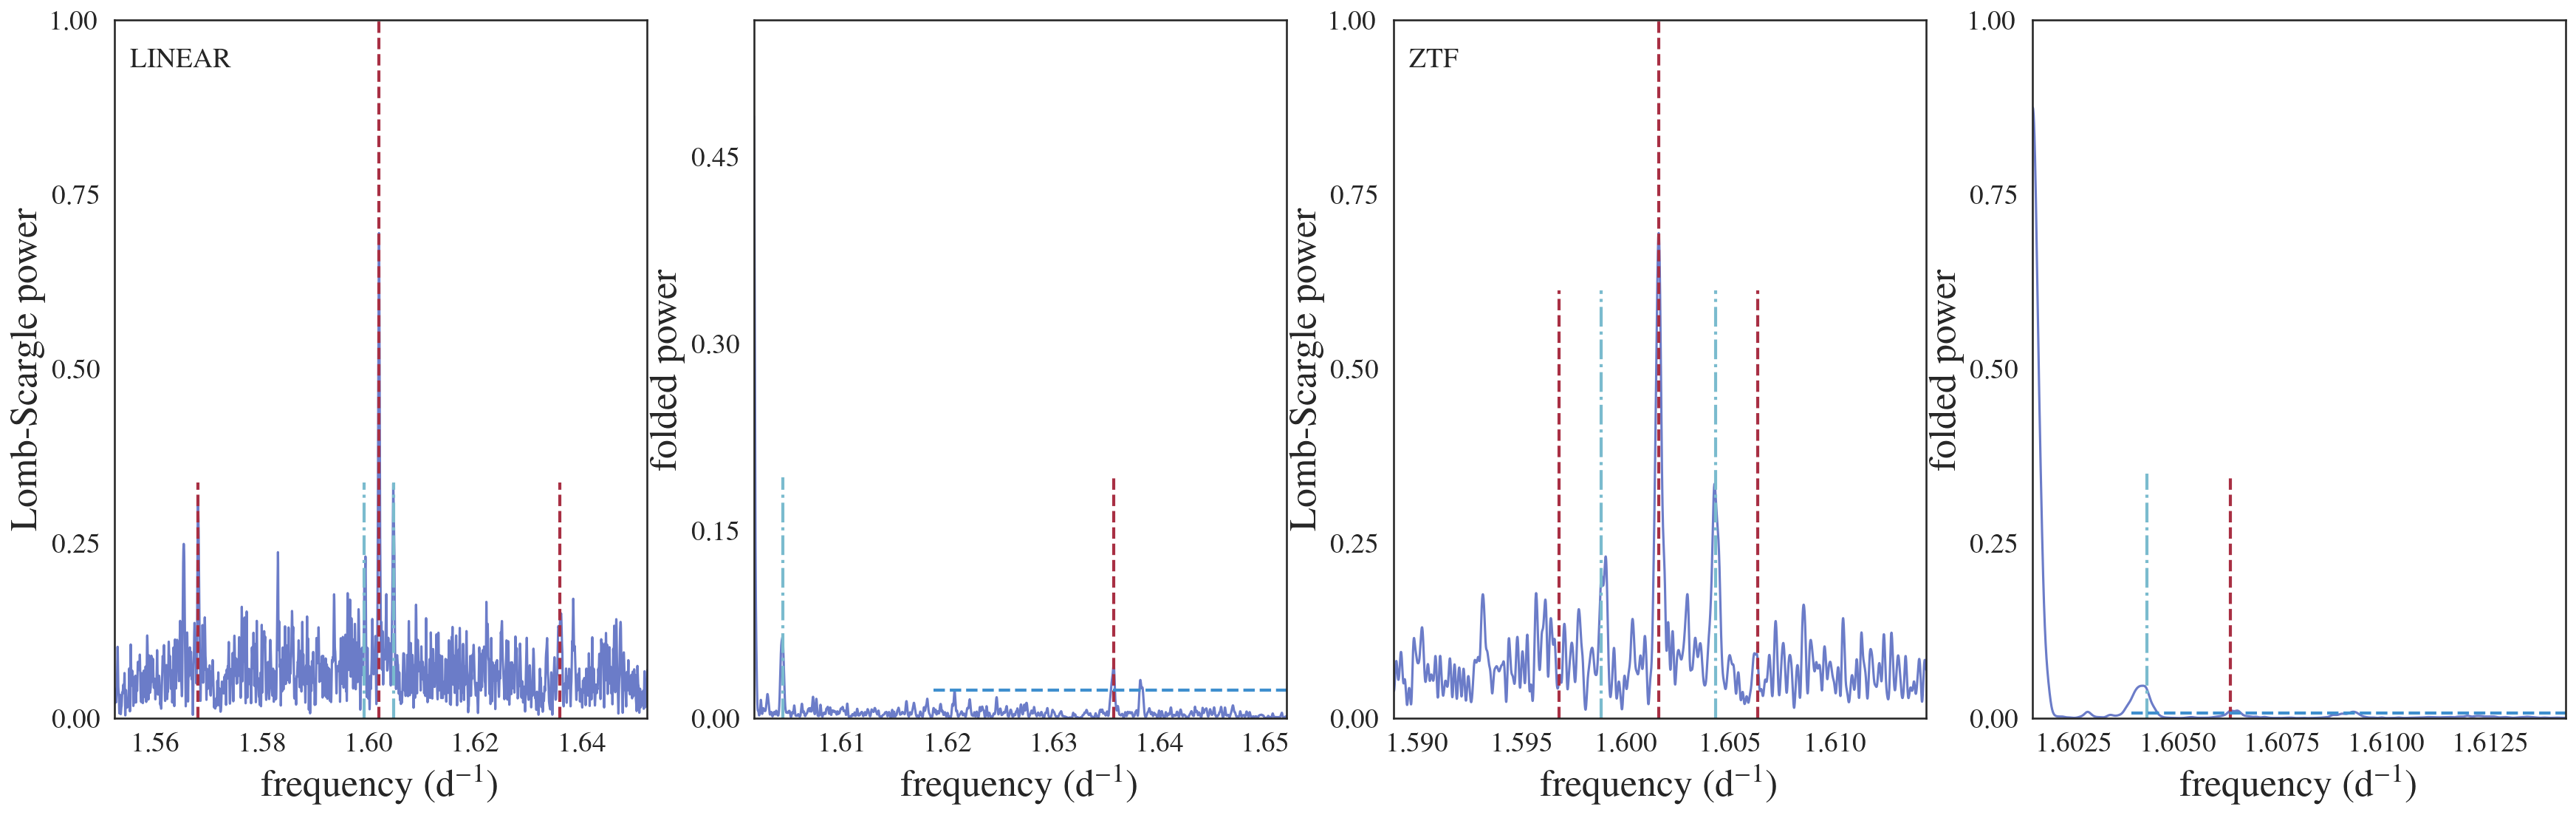 LINEAR
Lomb-Scargle power
1.00
0.75
0.50
0.25
0.00
1.56 1.58 1.60 1.62 1.64
frequency (d⁻¹)
folded power
0.45
0.30
0.15
0.00
1.61 1.62 1.63 1.64 1.65
frequency (d⁻¹)
ZTF
Lomb-Scargle power
1.00
0.75
0.50
0.25
0.00
1.590 1.595 1.600 1.605 1.610
frequency (d⁻¹)
folded power
1.00
0.75
0.50
0.25
0.00
1.6025 1.6050 1.6075 1.6100 1.6125
frequency (d⁻¹)